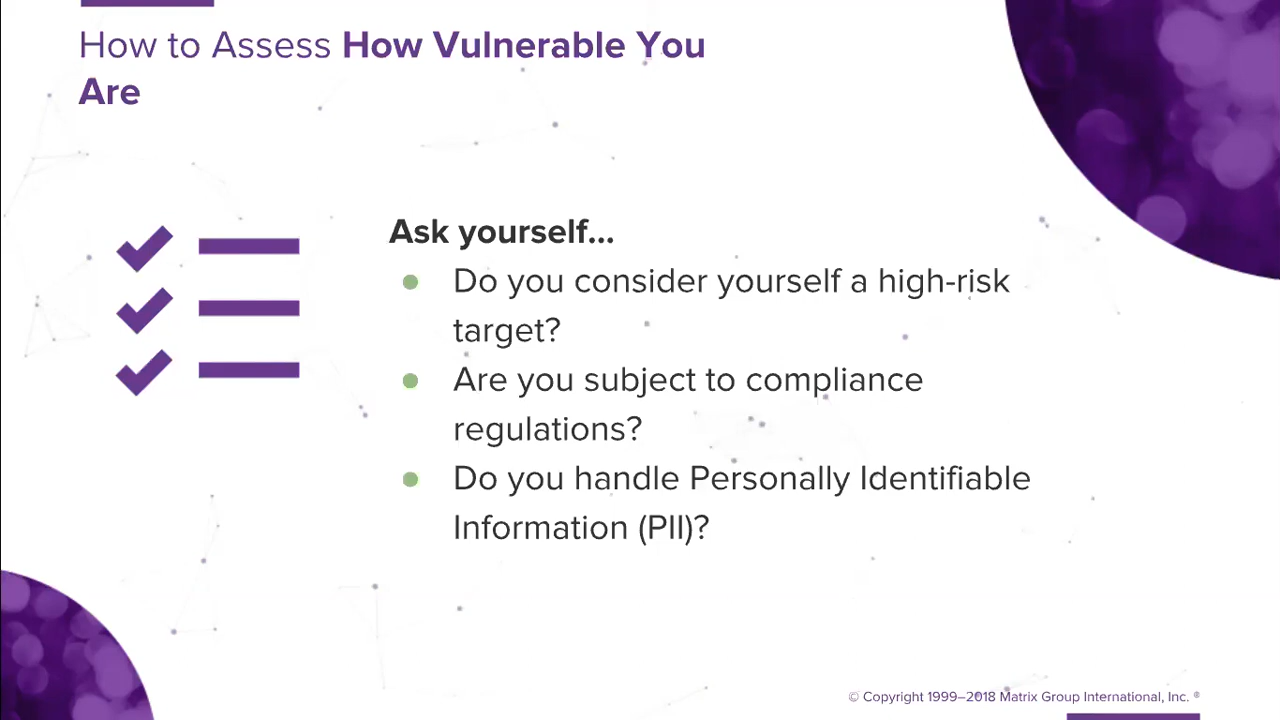 How to Assess How Vulnerable You
Are
Ask yourself...
● Do you consider yourself a high-risk
target?
● Are you subject to compliance
regulations?
● Do you handle Personally Identifiable
Information (PII)?
© Copyright 1999–2018 Matrix Group International, Inc. ®